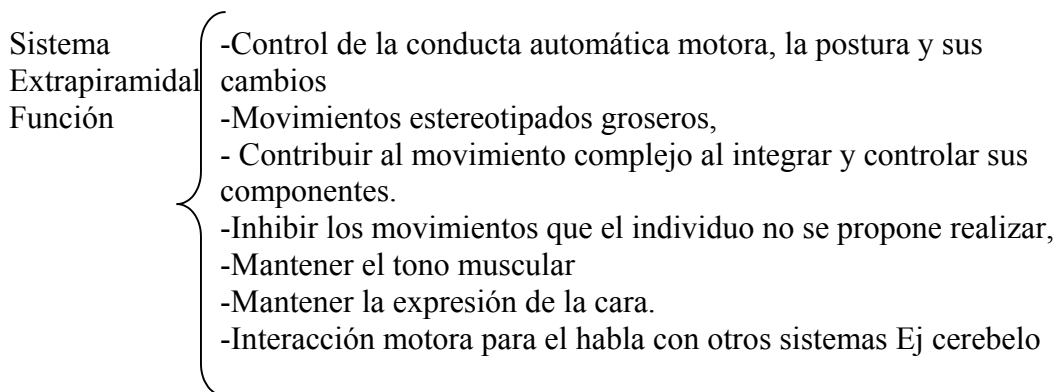 Sistema
Extrapiramidal
Función
-Control de la conducta automática motora, la postura y sus
cambios
-Movimientos estereotipados groseros,
- Contribuir al movimiento complejo al integrar y controlar sus
componentes.
-Inhibir los movimientos que el individuo no se propone realizar,
-Mantener el tono muscular
-Mantener la expresión de la cara.
-Interacción motora para el habla con otros sistemas Ej cerebelo